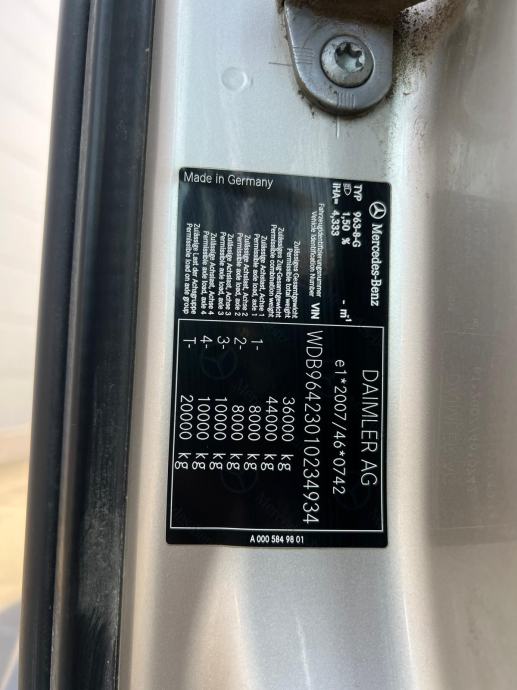 Mercedes-Benz
TYP 963-8-G
1,50 % - m-1
iHA= 4,333
Made in Germany
DAIMLER AG
e1*2007/46*0742
Fahrzeugidentifizierungsnummer
Vehicle Identification Number VIN WDB96423010234934
Zulässiges Gesamtgewicht
Permissible total weight 36000 kg
Zulässiges Zug-Gesamtgewicht
Permissible combination weight 44000 kg
Zulässige Achslast, Achse 1
Permissible axle load, axle 1 1- 8000 kg
Zulässige Achslast, Achse 2
Permissible axle load, axle 2 2- 8000 kg
Zulässige Achslast, Achse 3
Permissible axle load, axle 3 3- 10000 kg
Zulässige Achslast, Achse 4
Permissible axle load, axle 4 4- 10000 kg
Zulässige Last der Achsgruppe
Permissible load on axle group T- 20000 kg
A 000 584 98 01